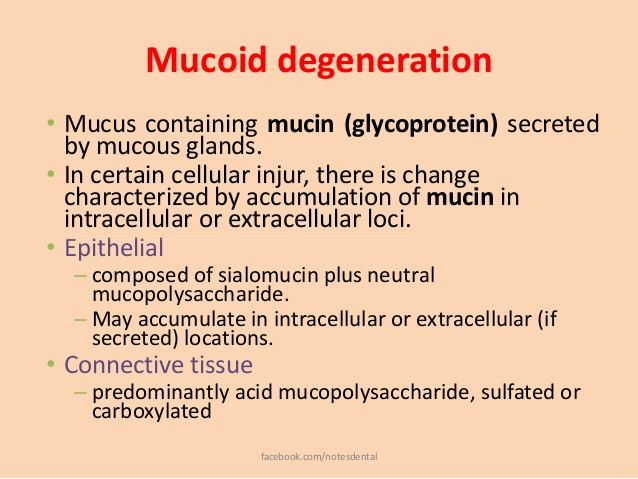 Mucoid degeneration
• Mucus containing mucin (glycoprotein) secreted
by mucous glands.
• In certain cellular injur, there is change
characterized by accumulation of mucin in
intracellular or extracellular loci.
• Epithelial
– composed of sialomucin plus neutral
mucopolysaccharide.
– May accumulate in intracellular or extracellular (if
secreted) locations.
• Connective tissue
– predominantly acid mucopolysaccharide, sulfated or
carboxylated
facebook.com/notesdental